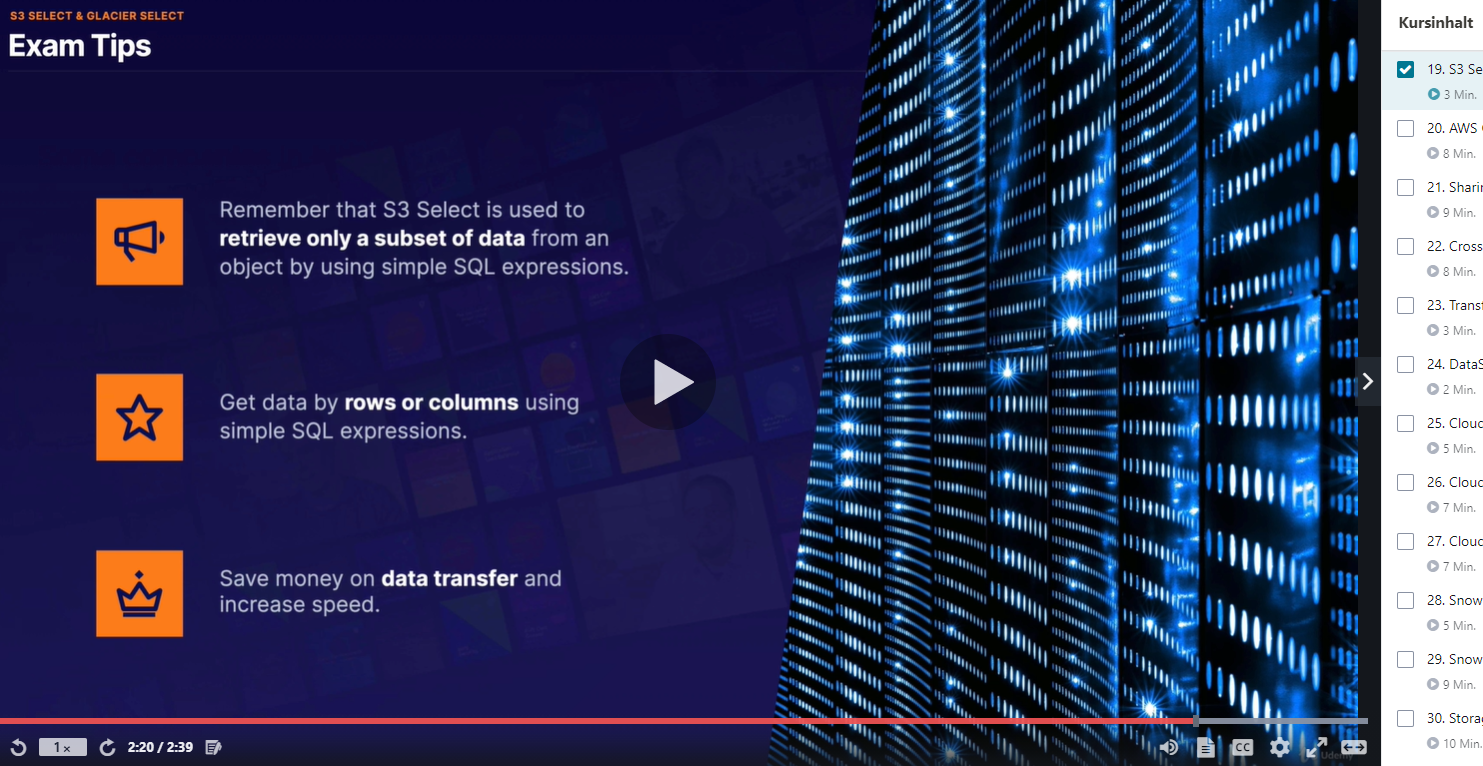 S3 SELECT & GLACIER SELECT
Exam Tips
Remember that S3 Select is used to
retrieve only a subset of data from an
object by using simple SQL expressions.
Get data by rows or columns using
simple SQL expressions.
Save money on data transfer and
increase speed.
1 ×
2:20 / 2:39
CC
Udemy
Kursinhalt
19. S3 Se
3 Min.
20. AWS
8 Min.
21. Sharin
9 Min.
22. Cross
8 Min.
23. Transf
3 Min.
24. DataS
2 Min.
25. Cloud
5 Min.
26. Cloud
7 Min.
27. Cloud
7 Min.
28. Snow
5 Min.
29. Snow
9 Min.
30. Storag
10 Min.